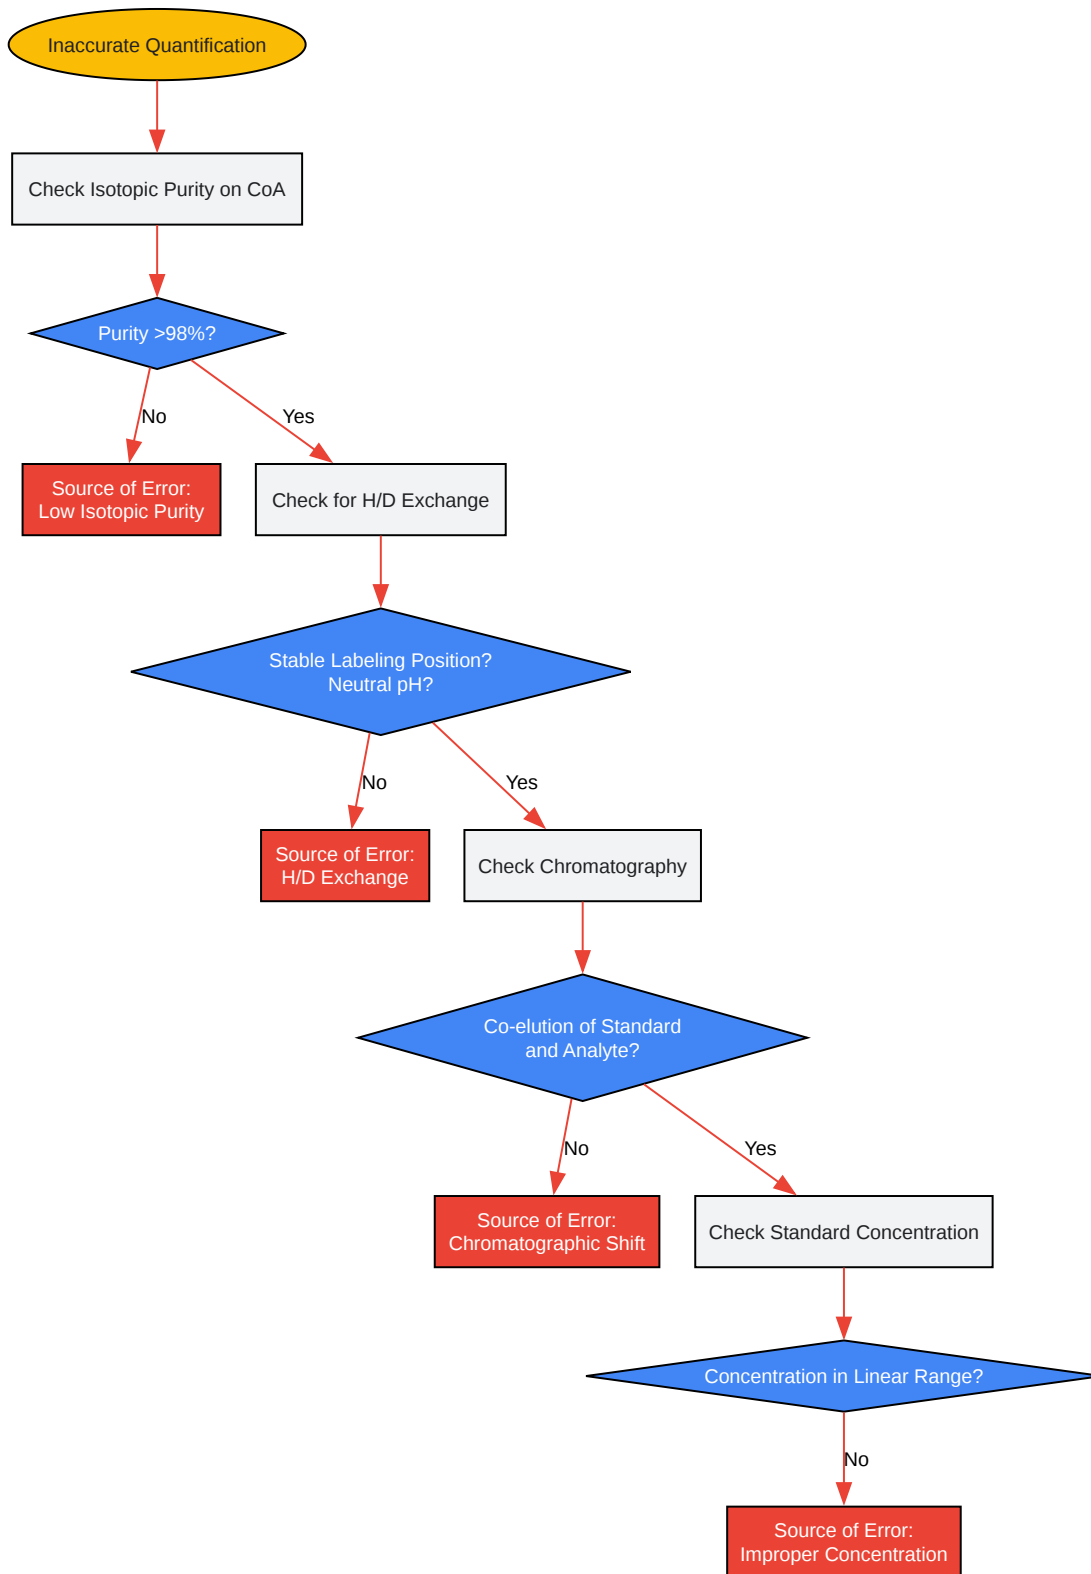 Inaccurate Quantification
Check Isotopic Purity on CoA
Purity >98%?
No
Yes
Source of Error:
Low Isotopic Purity
Check for H/D Exchange
Stable Labeling Position?
Neutral pH?
No
Yes
Source of Error:
H/D Exchange
Check Chromatography
Co-elution of Standard
and Analyte?
No
Yes
Source of Error:
Chromatographic Shift
Check Standard Concentration
Concentration in Linear Range?
No
Source of Error:
Improper Concentration